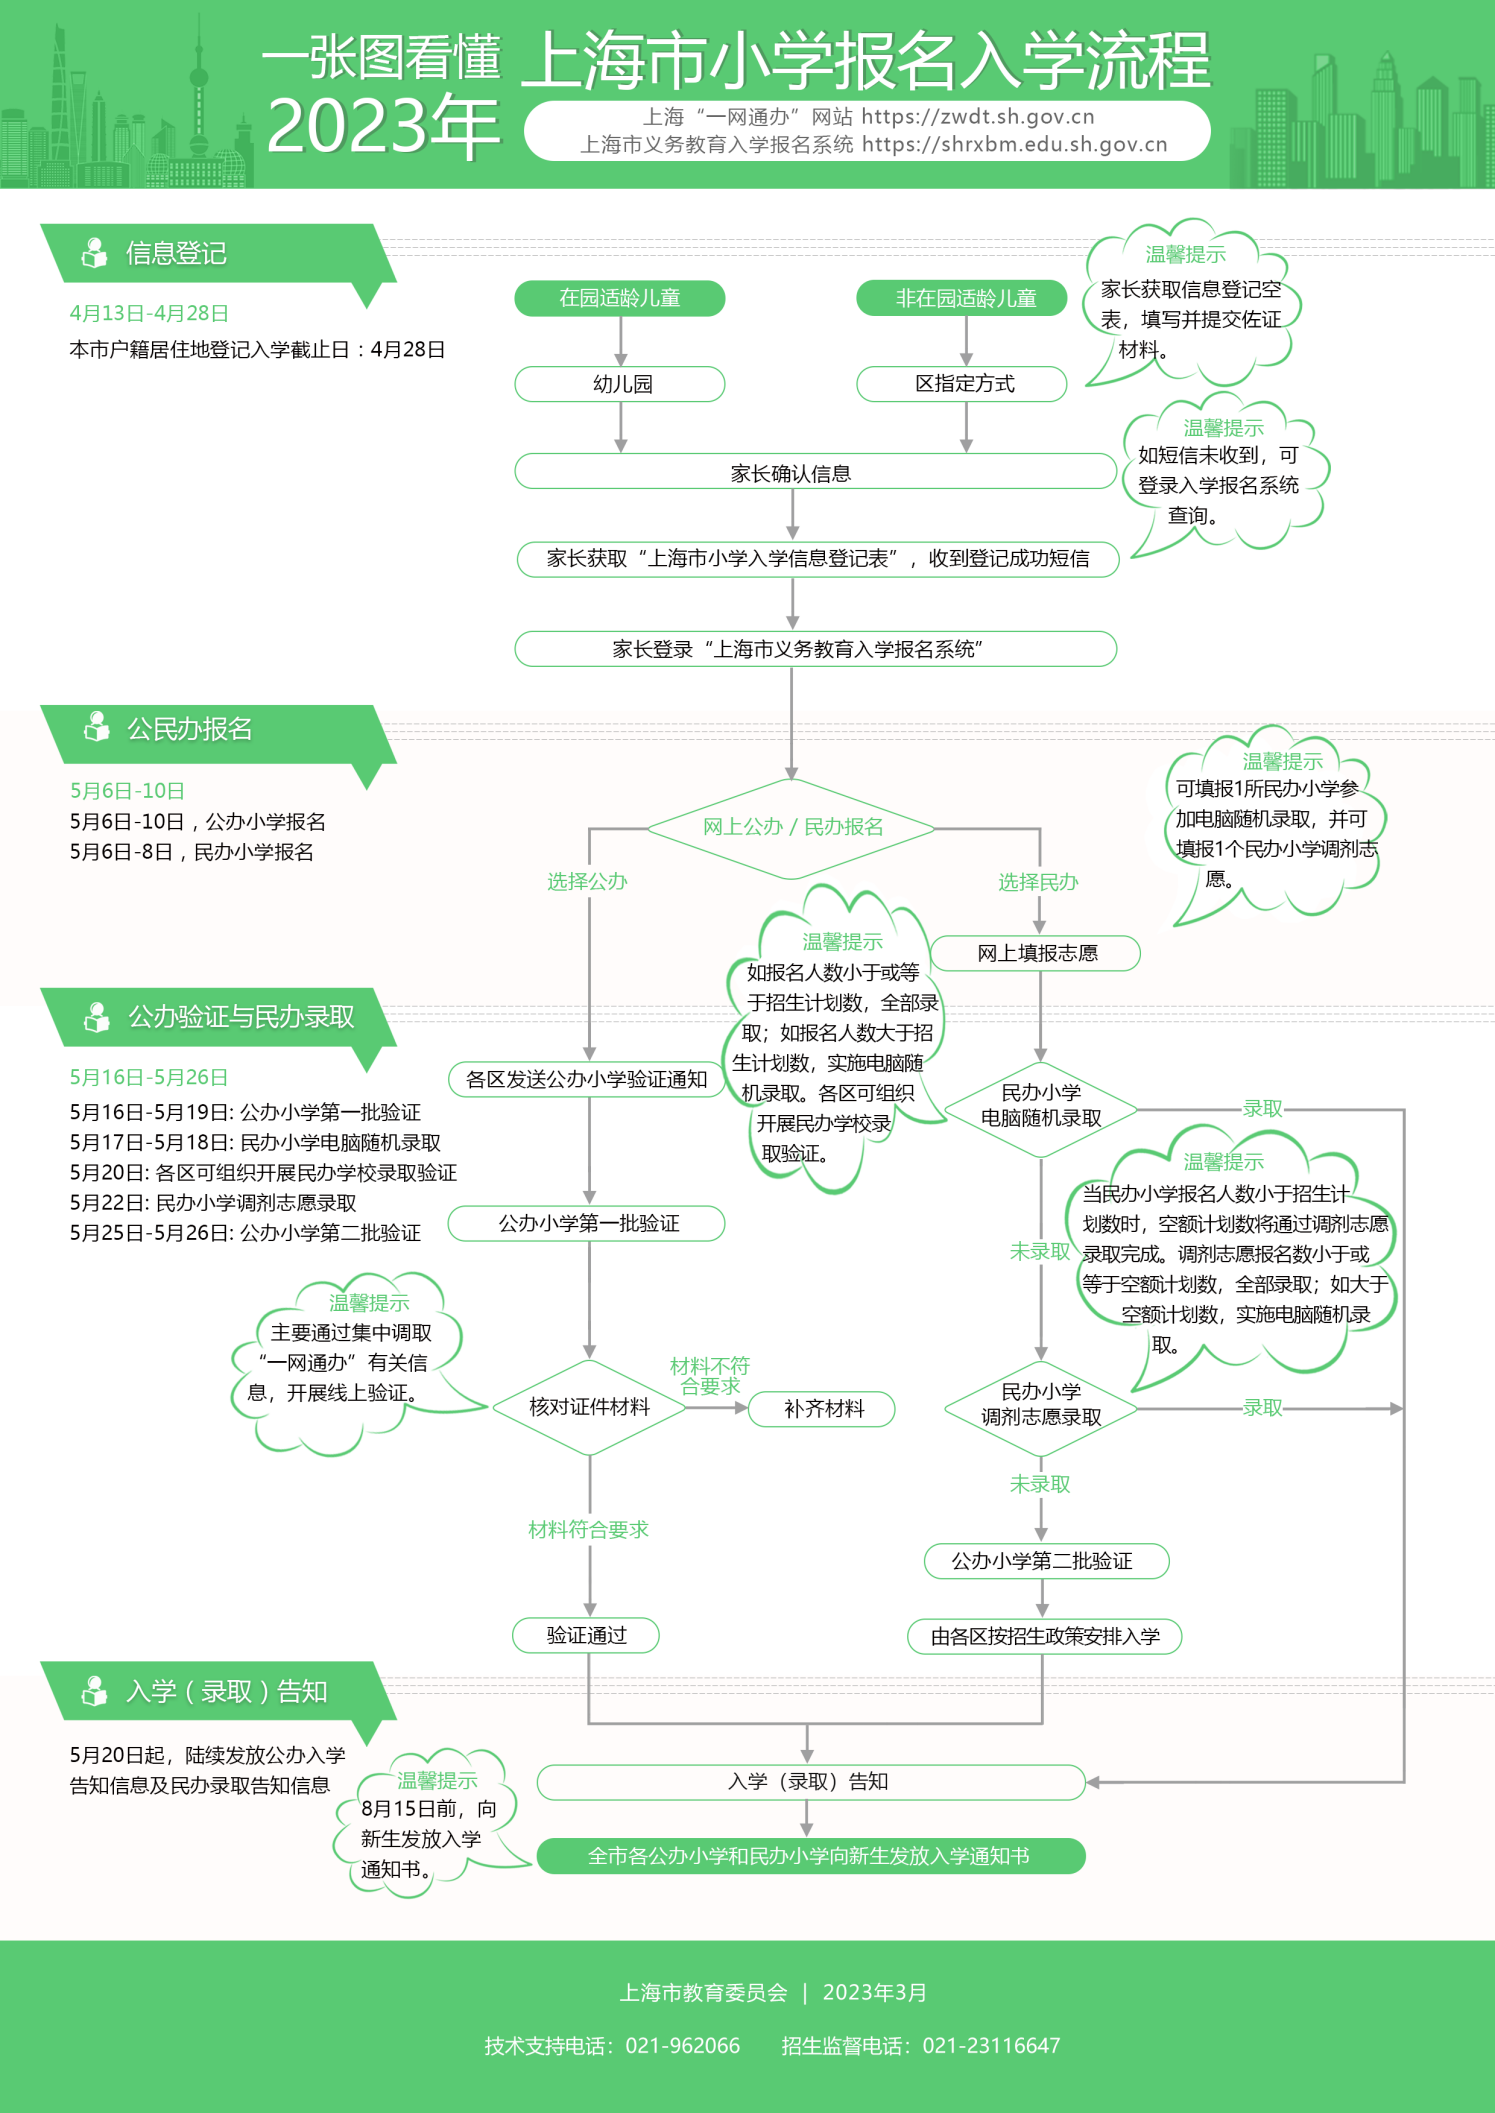 一张图看懂
2023年
上海市小学报名入学流程
上海“一网通办”网站 https://zwdt.sh.gov.cn
上海市义务教育入学报名系统 https://shrxbm.edu.sh.gov.cn
信息登记
4月13日-4月28日
本市户籍居住地登记入学截止日：4月28日
在园适龄儿童
非在园适龄儿童
幼儿园
区指定方式
家长确认信息
家长获取“上海市小学入学信息登记表”，收到登记成功短信
家长登录“上海市义务教育入学报名系统”
温馨提示
家长获取信息登记空
表，填写并提交佐证
材料。
温馨提示
如短信未收到，可
登录入学报名系统
查询。
公民办报名
5月6日-10日
5月6日-10日，公办小学报名
5月6日-8日，民办小学报名
网上公办 / 民办报名
选择公办
选择民办
网上填报志愿
温馨提示
可填报1所民办小学参
加电脑随机录取，并可
填报1个民办小学调剂志
愿。
温馨提示
如报名人数小于或等
于招生计划数，全部录
取；如报名人数大于招
生计划数，实施电脑随
机录取。各区可组织
开展民办学校录
取验证。
公办验证与民办录取
5月16日-5月26日
5月16日-5月19日: 公办小学第一批验证
5月17日-5月18日: 民办小学电脑随机录取
5月20日: 各区可组织开展民办学校录取验证
5月22日: 民办小学调剂志愿录取
5月25日-5月26日: 公办小学第二批验证
各区发送公办小学验证通知
民办小学
电脑随机录取
录取
公办小学第一批验证
未录取
温馨提示
当民办小学报名人数小于招生计
划数时，空额计划数将通过调剂志愿
录取完成。调剂志愿报名数小于或
等于空额计划数，全部录取；如大于
空额计划数，实施电脑随机录
取。
温馨提示
主要通过集中调取
“一网通办”有关信
息，开展线上验证。
核对证件材料
材料不符
合要求
补齐材料
民办小学
调剂志愿录取
录取
未录取
材料符合要求
公办小学第二批验证
验证通过
由各区按招生政策安排入学
入学（录取）告知
5月20日起，陆续发放公办入学
告知信息及民办录取告知信息
温馨提示
8月15日前，向
新生发放入学
通知书。
入学（录取）告知
全市各公办小学和民办小学向新生发放入学通知书
上海市教育委员会 | 2023年3月
技术支持电话：021-962066 招生监督电话：021-23116647